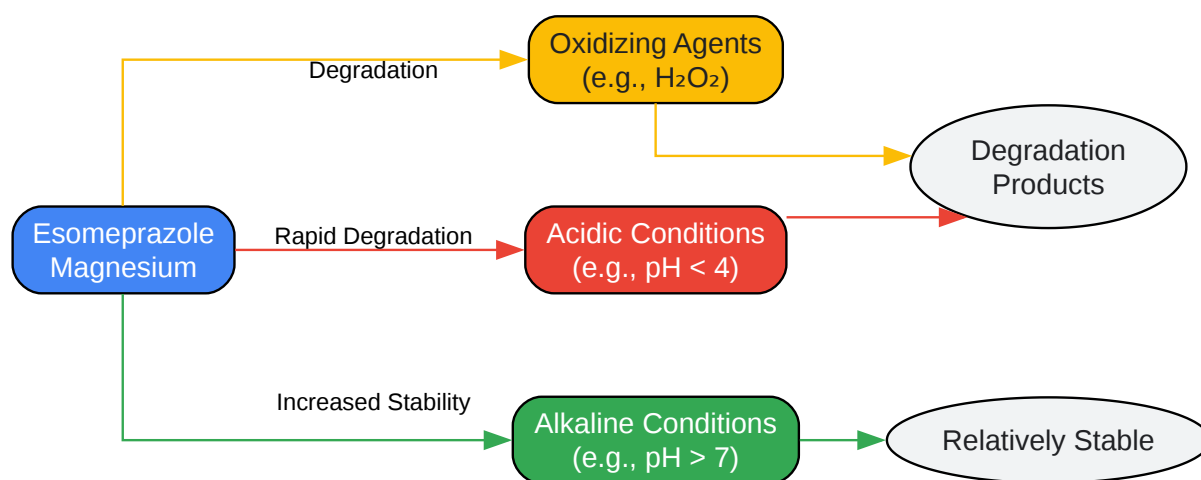 Oxidizing Agents
(e.g., H₂O₂)
Degradation
Degradation
Products
Esomeprazole
Magnesium
Rapid Degradation
Acidic Conditions
(e.g., pH < 4)
Increased Stability
Alkaline Conditions
(e.g., pH > 7)
Relatively Stable